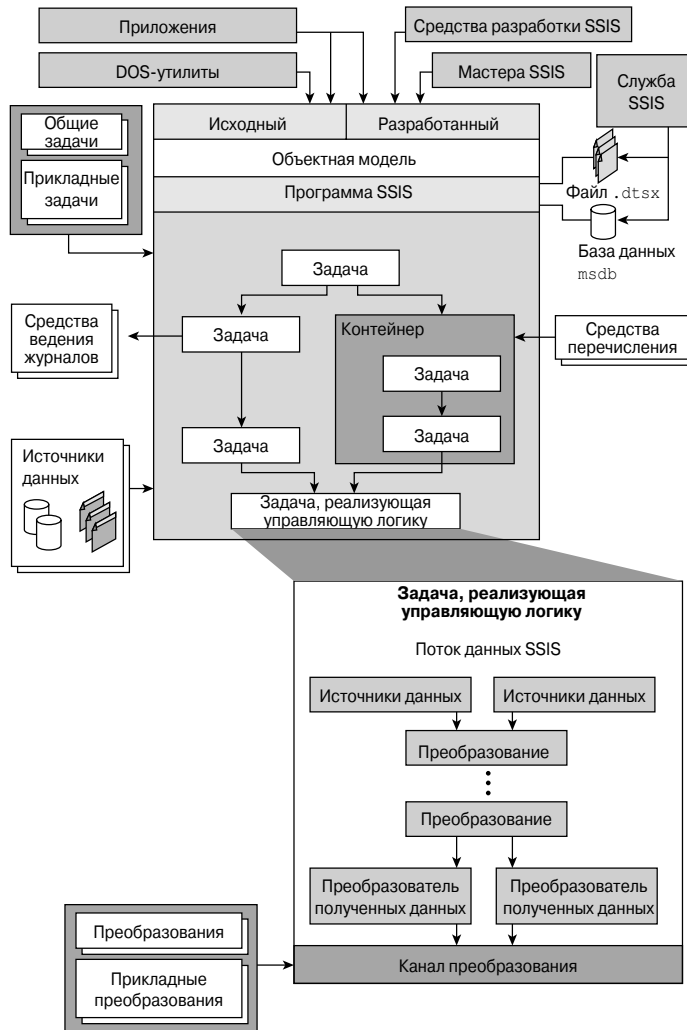 Приложения
Средства разработки SSIS
DOS-утилиты
Мастера SSIS
Служба
SSIS
Общие
задачи
Прикладные
задачи
Исходный
Разработанный
Объектная модель
Программа SSIS
Файл .dtsx
База данных
msdb
Задача
Средства
ведения
журналов
Задача
Контейнер
Задача
Задача
Средства
перечисления
Задача
Источники
данных
Задача, реализующая
управляющую логику
Задача, реализующая
управляющую логику
Поток данных SSIS
Источники данных
Источники данных
Преобразование
Преобразование
Преобразователь
полученных данных
Преобразователь
полученных данных
Канал преобразования
Преобразования
Прикладные
преобразования